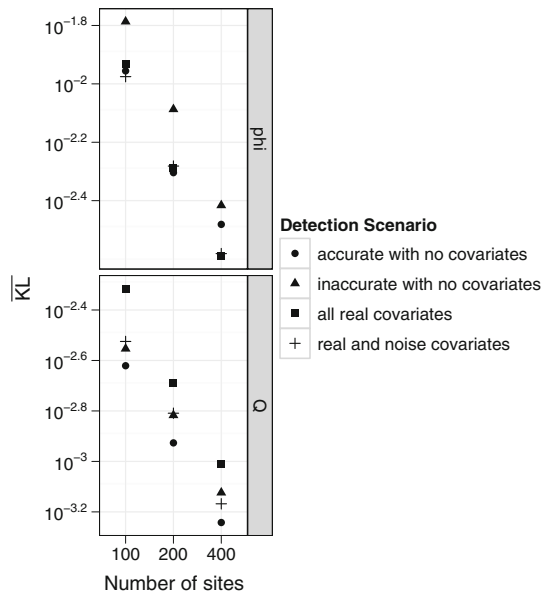 10^-1.8
10^-2
10^-2.2
10^-2.4
phi
KL
10^-2.4
10^-2.6
10^-2.8
10^-3
10^-3.2
Q
100 200 400
Number of sites
Detection Scenario
accurate with no covariates
inaccurate with no covariates
all real covariates
real and noise covariates